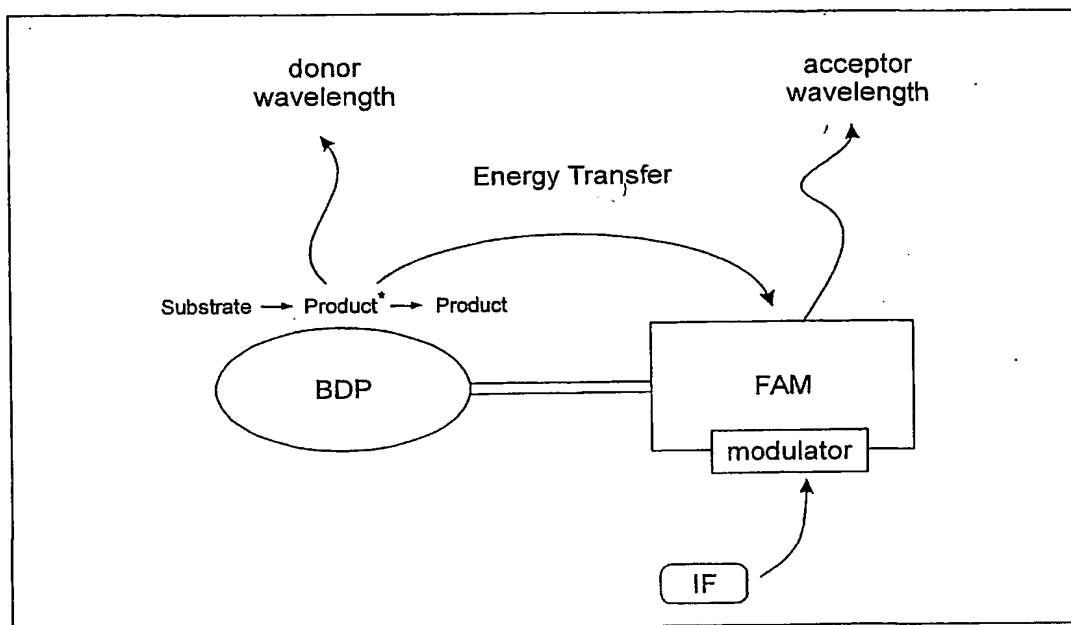 donor
wavelength
acceptor
wavelength
Energy Transfer
Substrate → Product* → Product
BDP
FAM
modulator
IF